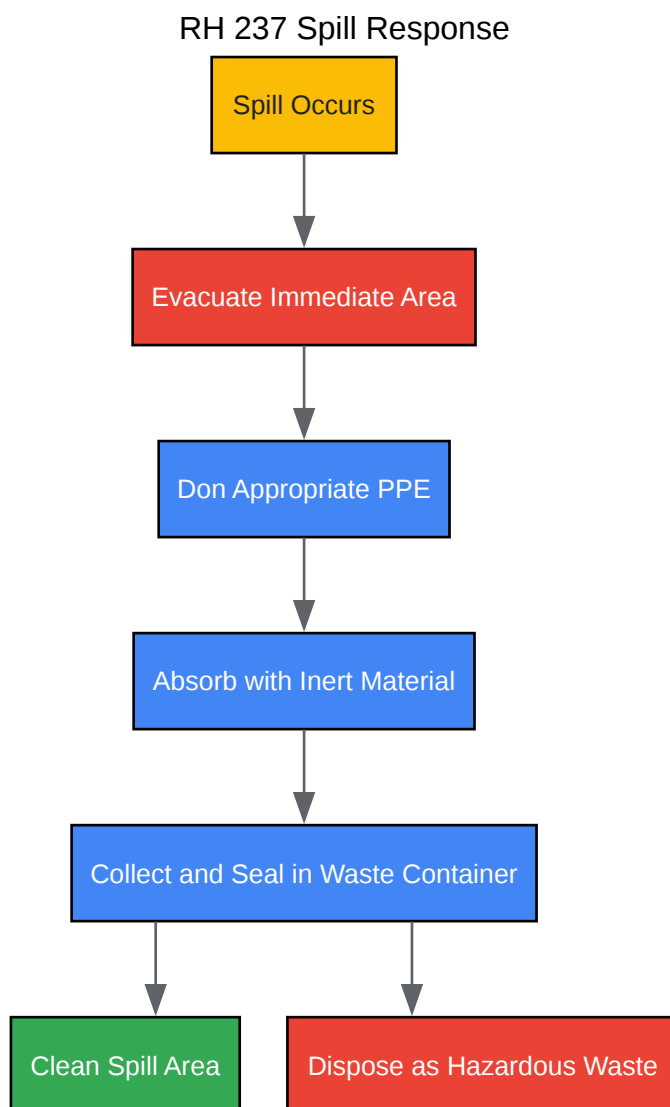 RH 237 Spill Response
Spill Occurs
Evacuate Immediate Area
Don Appropriate PPE
Absorb with Inert Material
Collect and Seal in Waste Container
Clean Spill Area
Dispose as Hazardous Waste